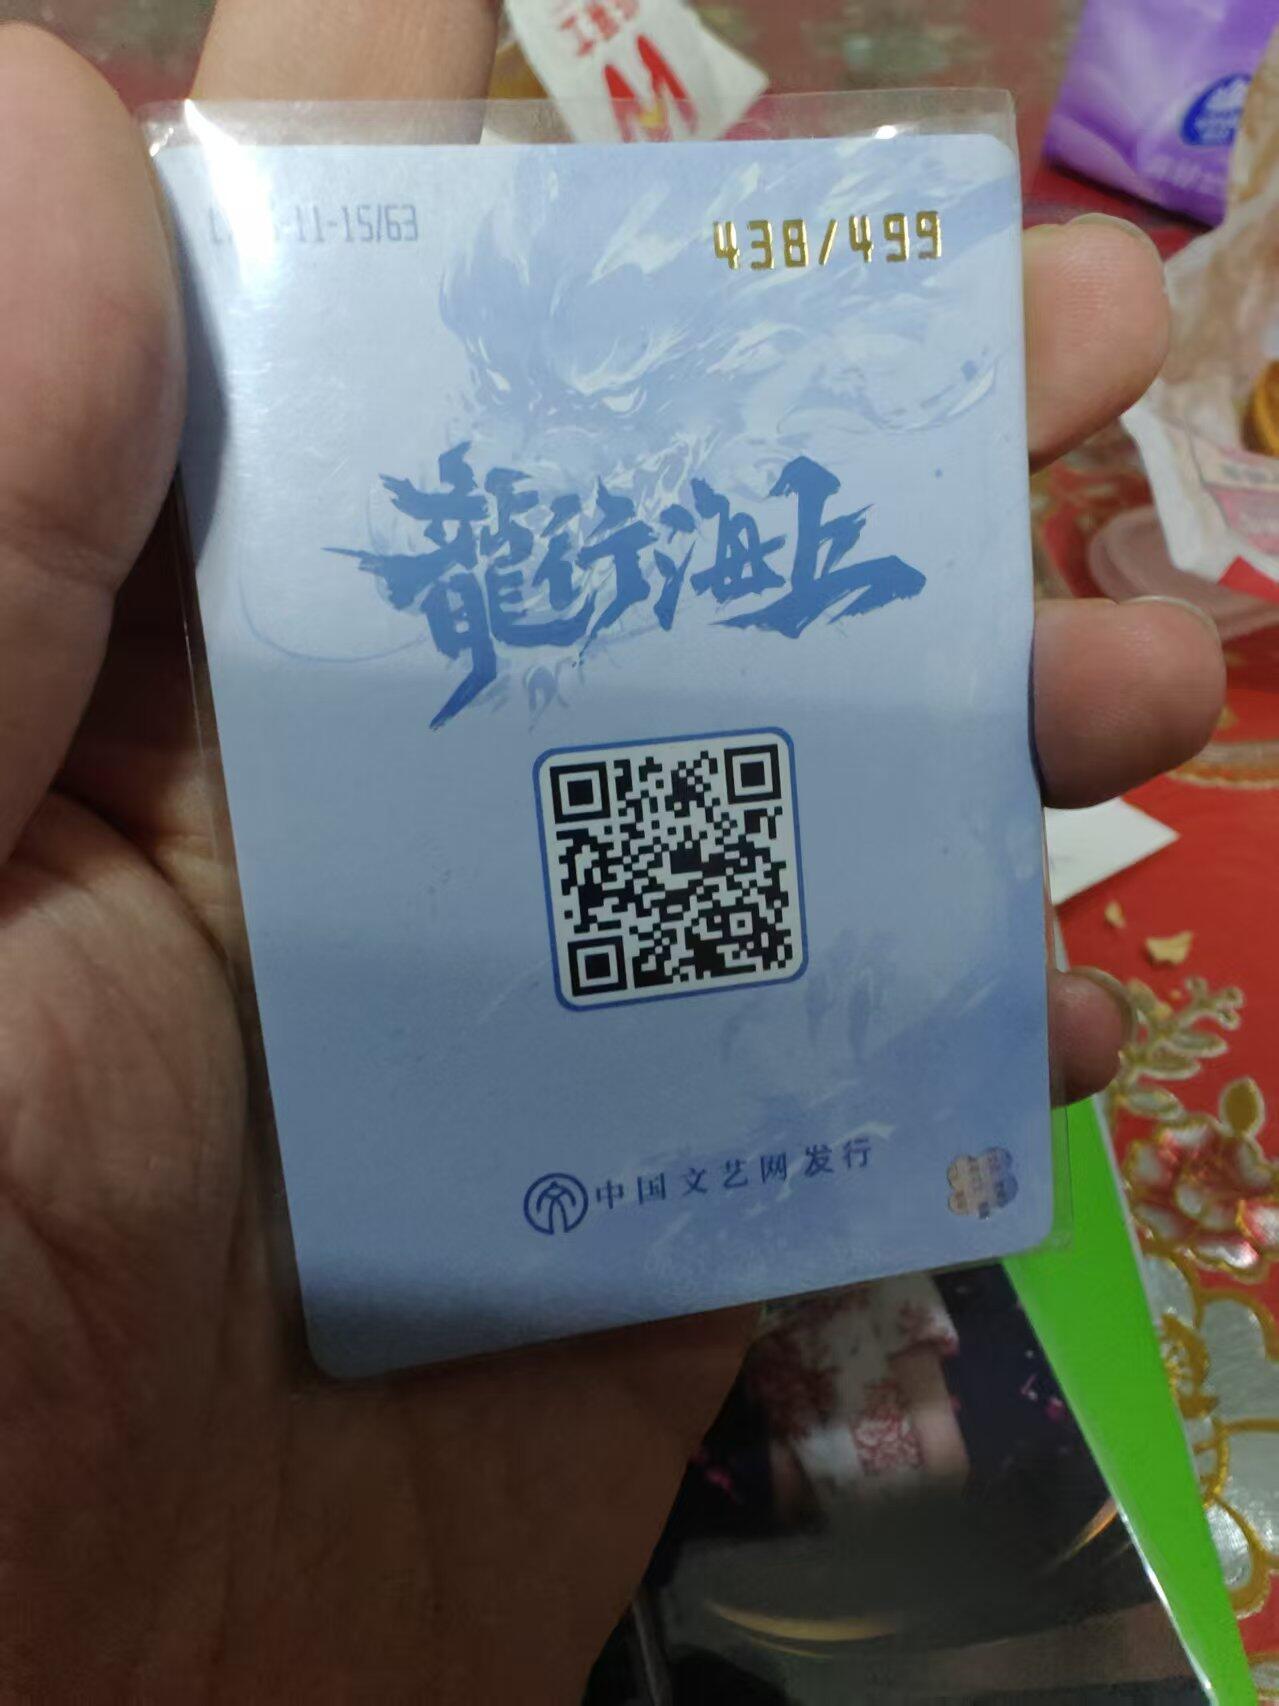 -11-15/63
438/499
龍行海上
中国文艺网 发行